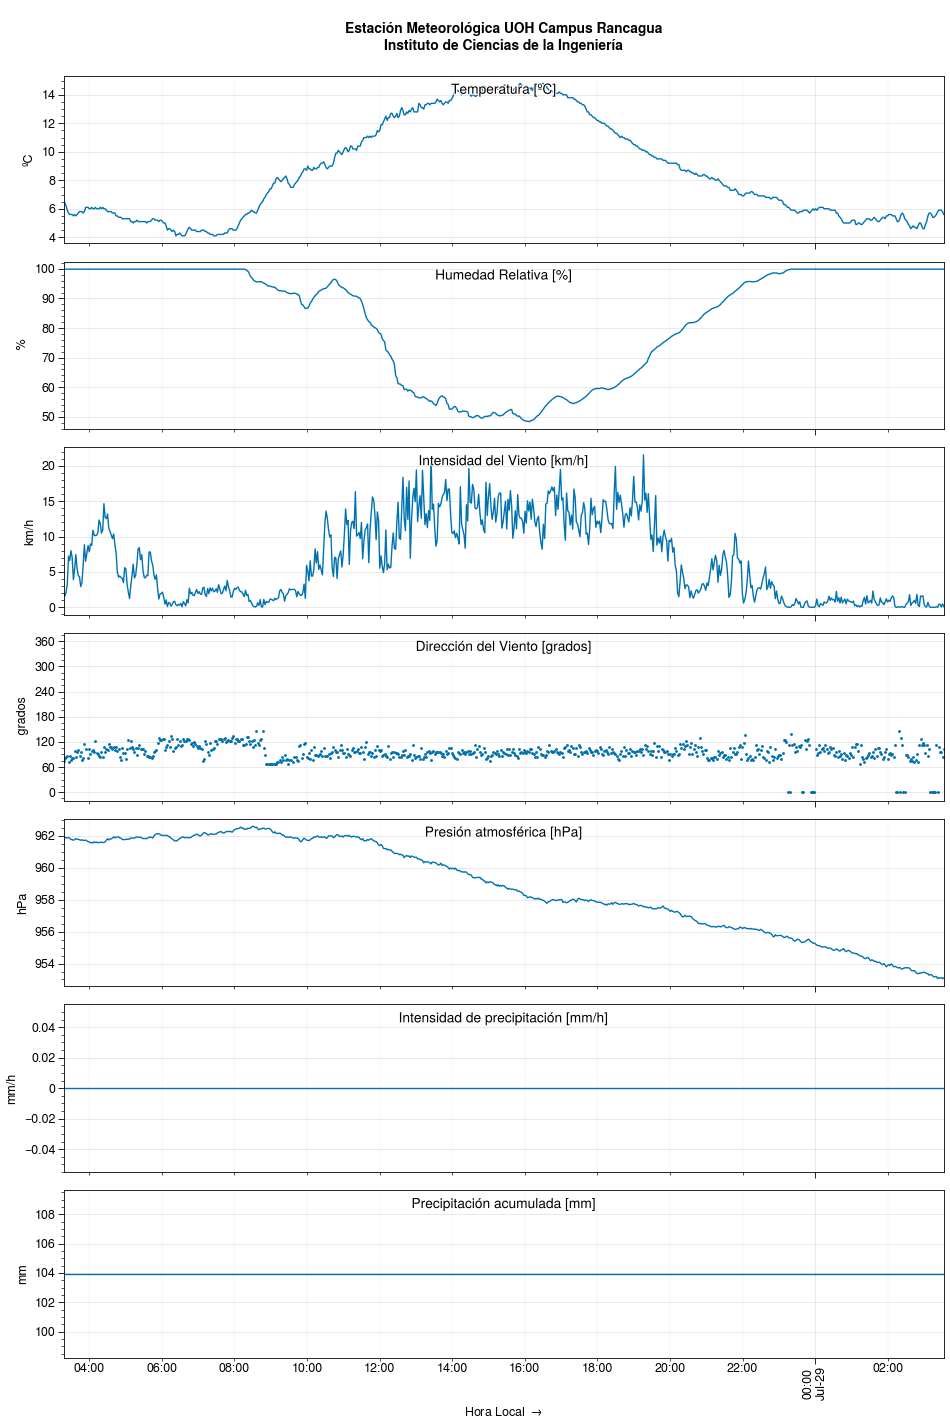 Estación Meteorológica UOH Campus Rancagua
Instituto de Ciencias de la Ingeniería
Temperatura [ºC]
ºC
14
12
10
8
6
4
Humedad Relativa [%]
%
100
90
80
70
60
50
Intensidad del Viento [km/h]
km/h
20
15
10
5
0
Dirección del Viento [grados]
grados
360
300
240
180
120
60
0
Presión atmosférica [hPa]
hPa
962
960
958
956
954
Intensidad de precipitación [mm/h]
mm/h
0.04
0.02
0
−0.02
−0.04
Precipitación acumulada [mm]
mm
108
106
104
102
100
04:00 06:00 08:00 10:00 12:00 14:00 16:00 18:00 20:00 22:00 00:00 02:00
Jul-29
Hora Local →